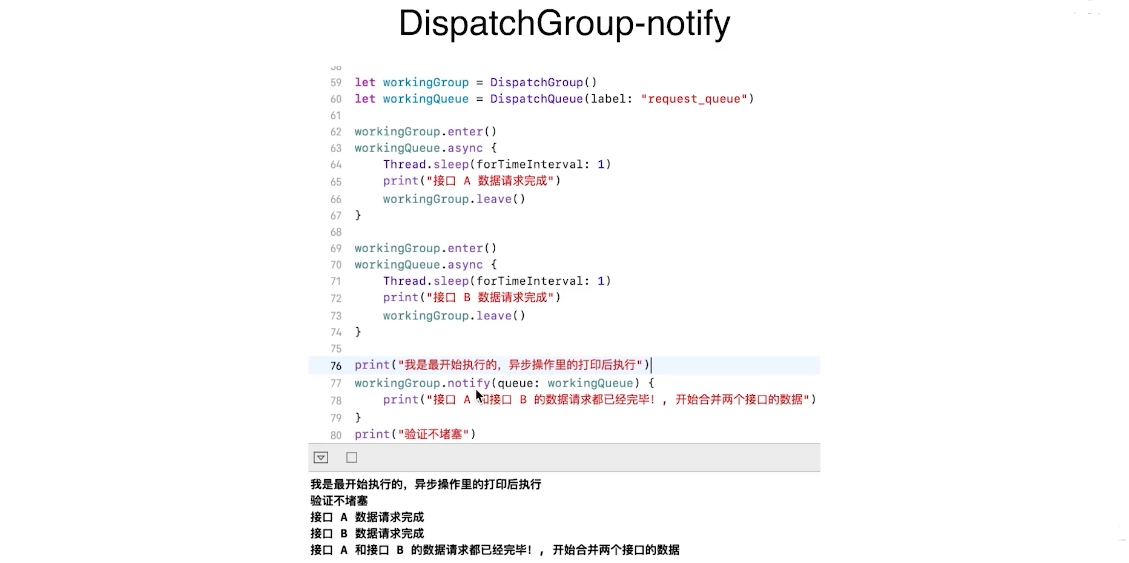 DispatchGroup-notify
59 let workingGroup = DispatchGroup()
60 let workingQueue = DispatchQueue(label: "request_queue")
61
62 workingGroup.enter()
63 workingQueue.async {
64 Thread.sleep(forTimeInterval: 1)
65 print("接口 A 数据请求完成")
66 workingGroup.leave()
67 }
68
69 workingGroup.enter()
70 workingQueue.async {
71 Thread.sleep(forTimeInterval: 1)
72 print("接口 B 数据请求完成")
73 workingGroup.leave()
74 }
75
76 print("我是最开始执行的，异步操作里的打印后执行")
77 workingGroup.notify(queue: workingQueue) {
78 print("接口 A 和接口 B 的数据请求都已经完毕！, 开始合并两个接口的数据")
79 }
80 print("验证不堵塞")
我是最开始执行的，异步操作里的打印后执行
验证不堵塞
接口 A 数据请求完成
接口 B 数据请求完成
接口 A 和接口 B 的数据请求都已经完毕！, 开始合并两个接口的数据